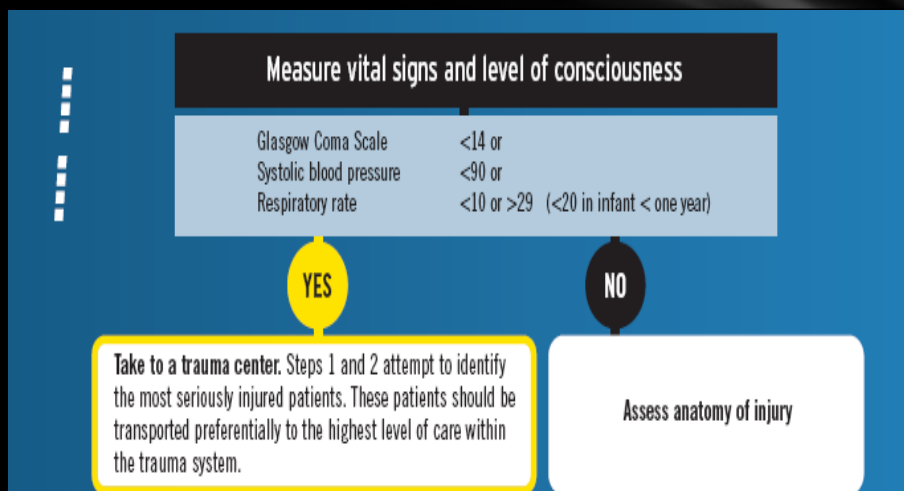 Measure vital signs and level of consciousness
Glasgow Coma Scale <14 or
Systolic blood pressure <90 or
Respiratory rate <10 or >29 (<20 in infant < one year)
YES
NO
Take to a trauma center. Steps 1 and 2 attempt to identify
the most seriously injured patients. These patients should be
transported preferentially to the highest level of care within
the trauma system.
Assess anatomy of injury